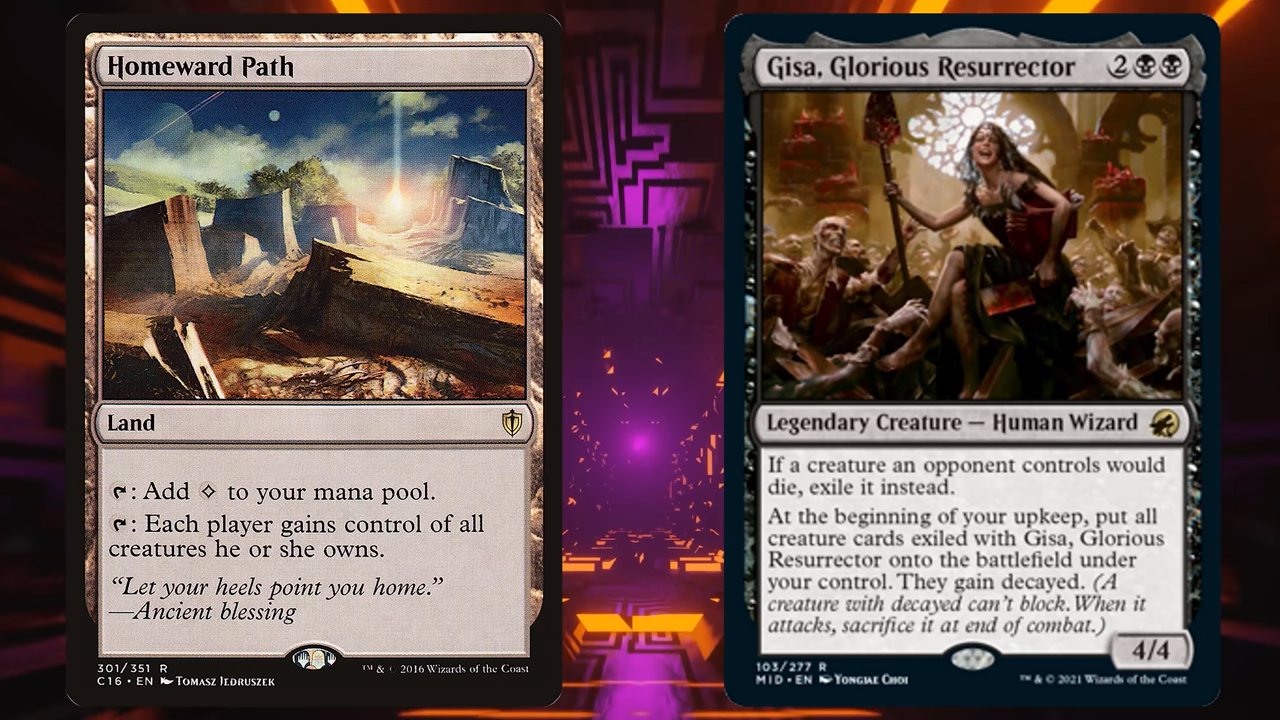 Homeward Path
Land
: Add to your mana pool.
: Each player gains control of all
creatures he or she owns.
“Let your heels point you home.”
—Ancient blessing
301/351 R
C16 • EN Tomasz Jedruszek
™ & © 2016 Wizards of the Coast
Gisa, Glorious Resurrector 2
Legendary Creature — Human Wizard
If a creature an opponent controls would
die, exile it instead.
At the beginning of your upkeep, put all
creature cards exiled with Gisa, Glorious
Resurrector onto the battlefield under
your control. They gain decayed. (A
creature with decayed can’t block. When it
attacks, sacrifice it at end of combat.)
4/4
103/277 R
MID • EN Yongjae Choi
™ & © 2021 Wizards of the Coast